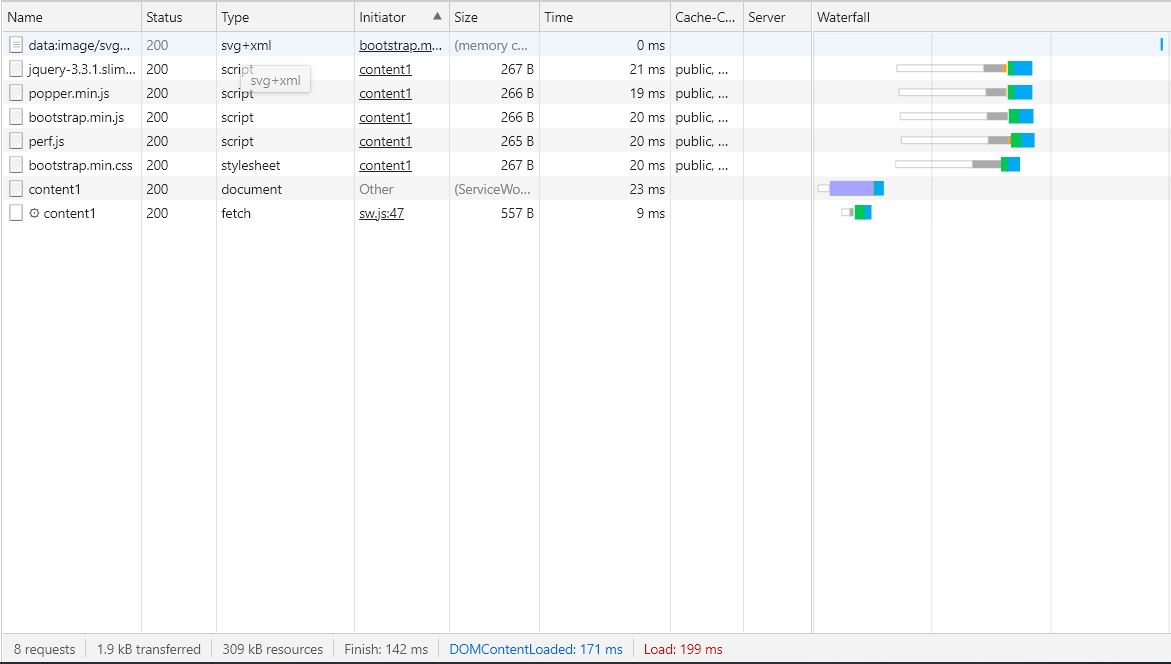 Name Status Type Initiator ▲ Size Time Cache-C... Server Waterfall
data:image/svg... 200 svg+xml bootstrap.m... (memory c... 0 ms
jquery-3.3.1.slim... 200 script content1 267 B 21 ms public, ...
svg+xml
popper.min.js 200 script content1 266 B 19 ms public, ...
bootstrap.min.js 200 script content1 266 B 20 ms public, ...
perf.js 200 script content1 265 B 20 ms public, ...
bootstrap.min.css 200 stylesheet content1 267 B 20 ms public, ...
content1 200 document Other (ServiceWo... 23 ms
content1 200 fetch sw.js:47 557 B 9 ms
8 requests 1.9 kB transferred 309 kB resources Finish: 142 ms DOMContentLoaded: 171 ms Load: 199 ms